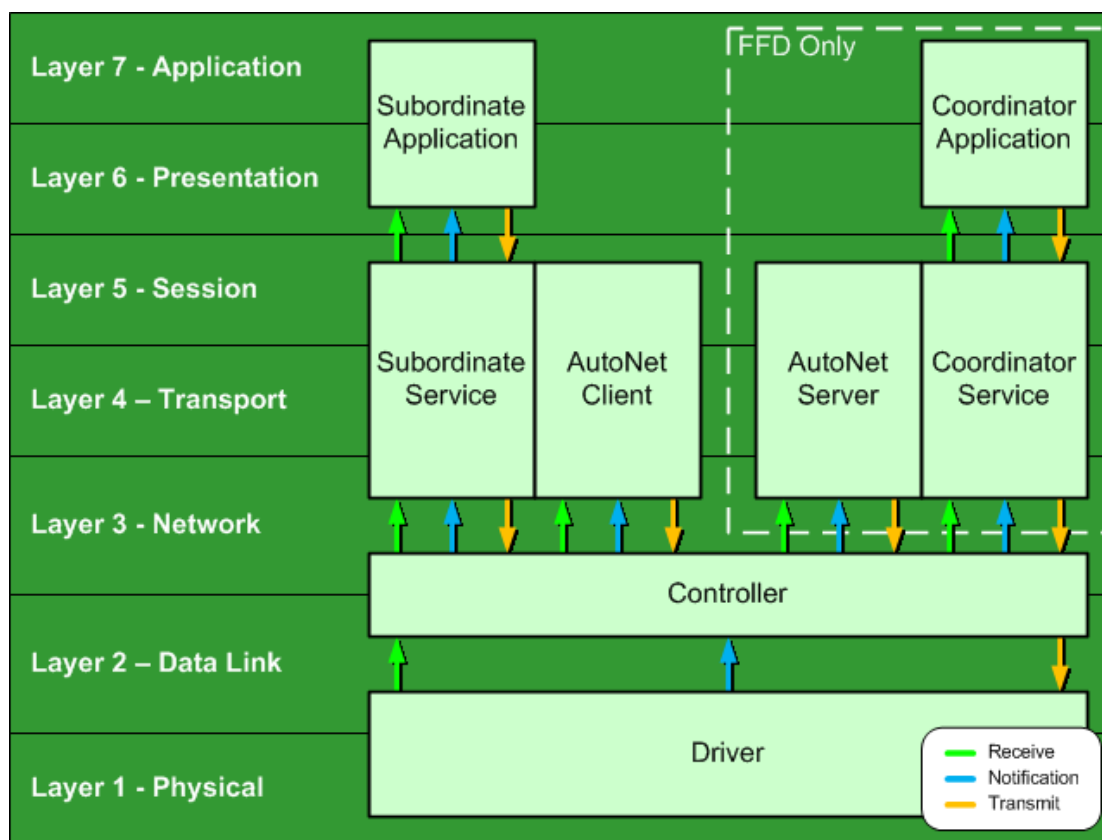 FFD Only
Layer 7 - Application
Subordinate
Application
Coordinator
Application
Layer 6 - Presentation
Layer 5 - Session
Subordinate
Service
AutoNet
Client
AutoNet
Server
Coordinator
Service
Layer 4 – Transport
Layer 3 - Network
Controller
Layer 2 – Data Link
Driver
Layer 1 - Physical
Receive
Notification
Transmit